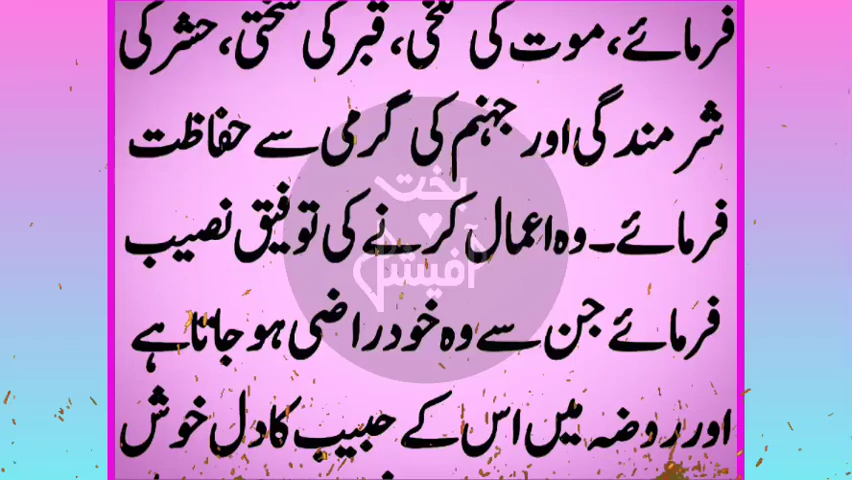 فرمائے، موت کی تلخی، قبر کی سختی، حشر کی
شرمندگی اور جہنم کی گرمی سے حفاظت
فرمائے۔ وہ اعمال کرنے کی توفیق نصیب
فرمائے جن سے وہ خود راضی ہو جاتا ہے
اور روضہ میں اس کے حبیب کا دل خوش
بخت
آفیشل